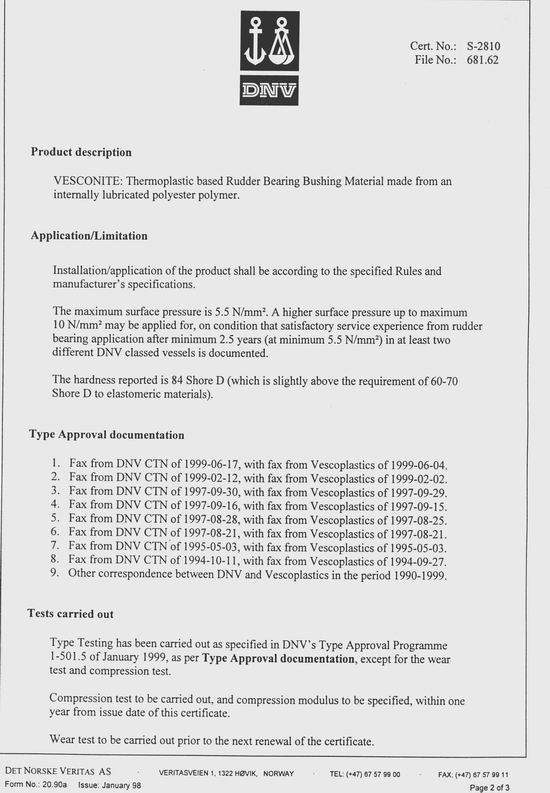 DNV
Cert. No.: S-2810
File No.: 681.62
Product description
VESCONITE: Thermoplastic based Rudder Bearing Bushing Material made from an
internally lubricated polyester polymer.
Application/Limitation
Installation/application of the product shall be according to the specified Rules and
manufacturer's specifications.
The maximum surface pressure is 5.5 N/mm². A higher surface pressure up to maximum
10 N/mm² may be applied for, on condition that satisfactory service experience from rudder
bearing application after minimum 2.5 years (at minimum 5.5 N/mm²) in at least two
different DNV classed vessels is documented.
The hardness reported is 84 Shore D (which is slightly above the requirement of 60-70
Shore D to elastomeric materials).
Type Approval documentation
1. Fax from DNV CTN of 1999-06-17, with fax from Vescoplastics of 1999-06-04.
2. Fax from DNV CTN of 1999-02-12, with fax from Vescoplastics of 1999-02-02.
3. Fax from DNV CTN of 1997-09-30, with fax from Vescoplastics of 1997-09-29.
4. Fax from DNV CTN of 1997-09-16, with fax from Vescoplastics of 1997-09-15.
5. Fax from DNV CTN of 1997-08-28, with fax from Vescoplastics of 1997-08-25.
6. Fax from DNV CTN of 1997-08-21, with fax from Vescoplastics of 1997-08-21.
7. Fax from DNV CTN of 1995-05-03, with fax from Vescoplastics of 1995-05-03.
8. Fax from DNV CTN of 1994-10-11, with fax from Vescoplastics of 1994-09-27.
9. Other correspondence between DNV and Vescoplastics in the period 1990-1999.
Tests carried out
Type Testing has been carried out as specified in DNV's Type Approval Programme
1-501.5 of January 1999, as per Type Approval documentation, except for the wear
test and compression test.
Compression test to be carried out, and compression modulus to be specified, within one
year from issue date of this certificate.
Wear test to be carried out prior to the next renewal of the certificate.
DET NORSKE VERITAS AS VERITASVEIEN 1, 1322 HØVIK, NORWAY TEL: (+47) 67 57 99 00 FAX: (+47) 67 57 99 11
Form No.: 20.90a Issue: January 98 Page 2 of 3